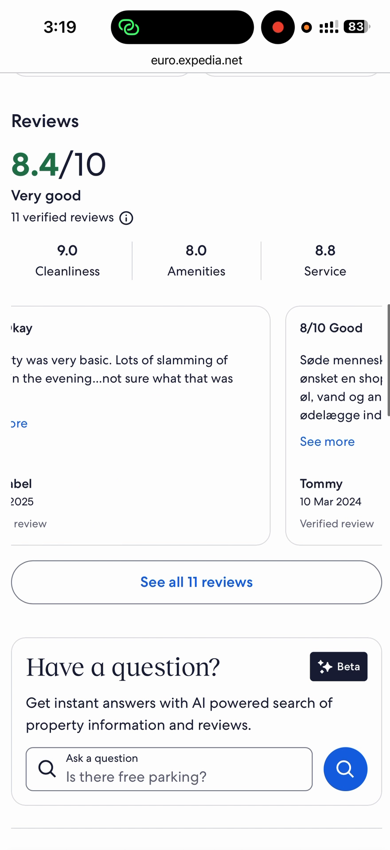 3:19
83
euro.expedia.net
Reviews
8.4/10
Very good
11 verified reviews
9.0
Cleanliness
8.0
Amenities
8.8
Service
kay
ty was very basic. Lots of slamming of
n the evening...not sure what that was
ore
bel
2025
review
8/10 Good
Søde mennesk
ønsket en shop
øl, vand og an
ødelægge ind
See more
Tommy
10 Mar 2024
Verified review
See all 11 reviews
Have a question?
Beta
Get instant answers with AI powered search of
property information and reviews.
Ask a question
Is there free parking?